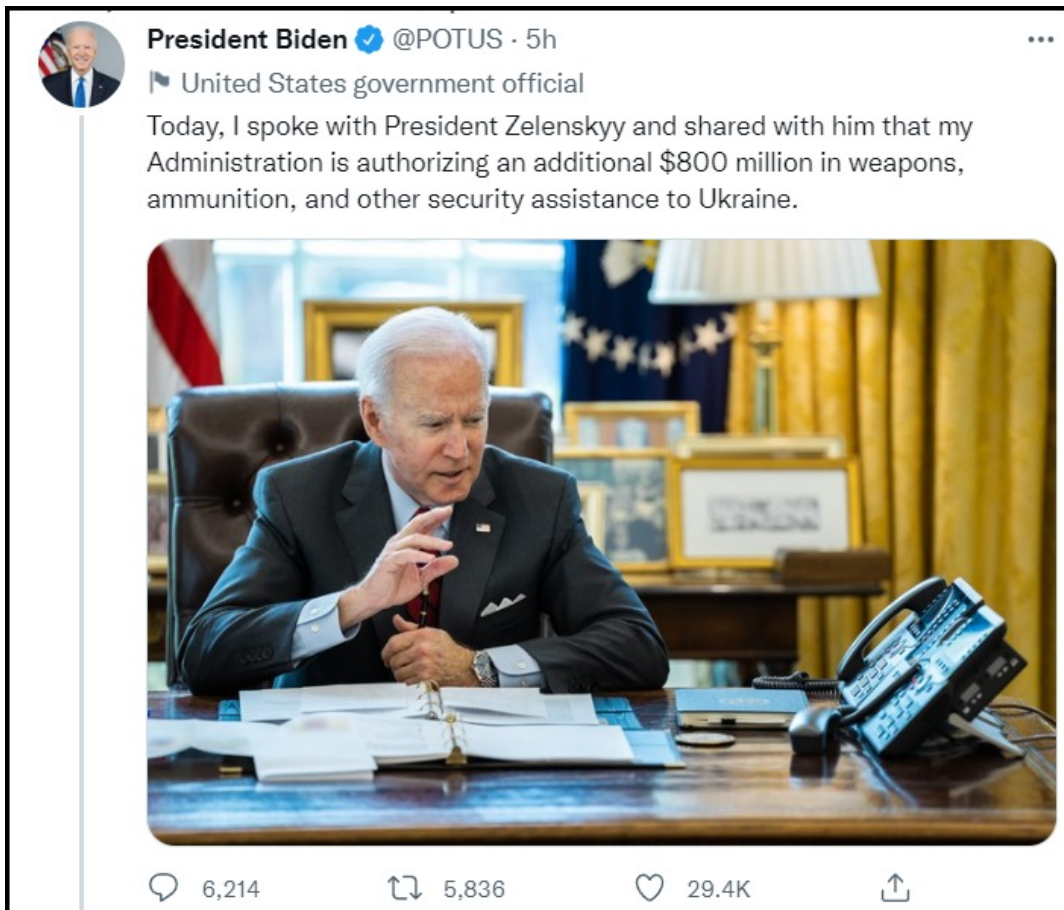 President Biden @POTUS · 5h
United States government official
Today, I spoke with President Zelenskyy and shared with him that my
Administration is authorizing an additional $800 million in weapons,
ammunition, and other security assistance to Ukraine.
6,214 5,836 29.4K